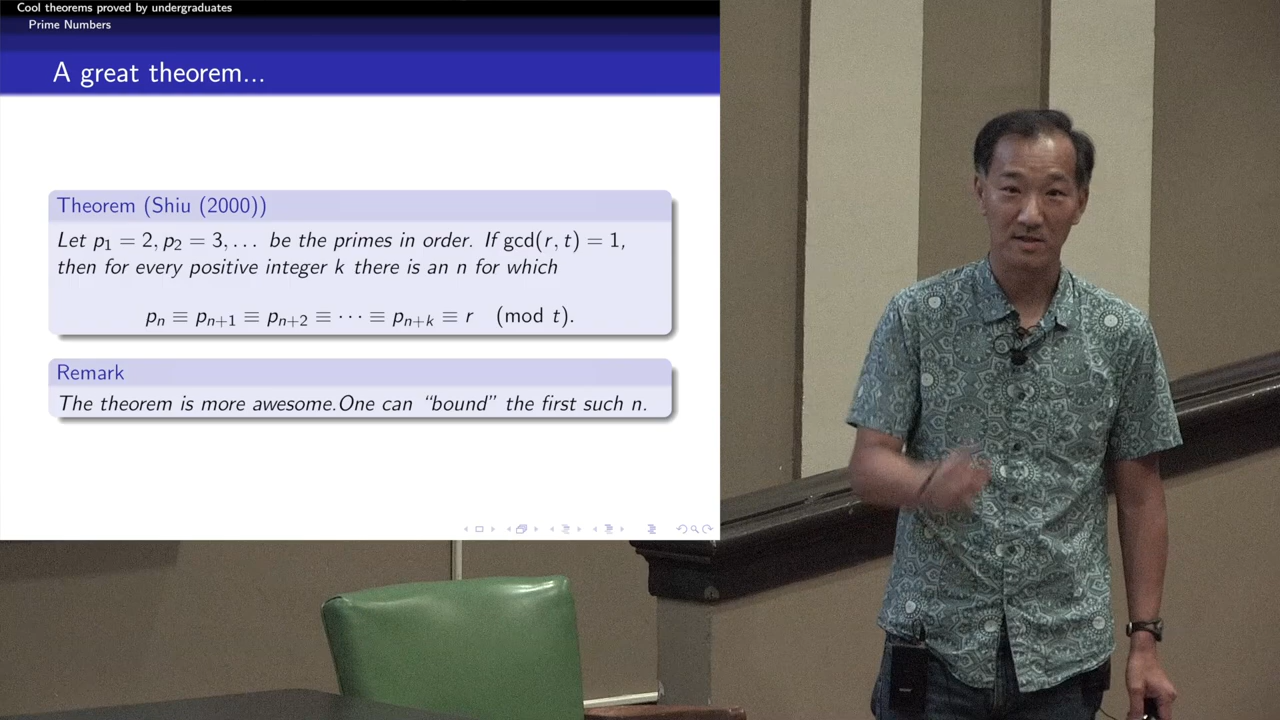 Cool theorems proved by undergraduates
Prime Numbers
A great theorem...
Theorem (Shiu (2000))
Let p₁ = 2, p₂ = 3, . . . be the primes in order. If gcd(r, t) = 1,
then for every positive integer k there is an n for which
pₙ ≡ pₙ₊₁ ≡ pₙ₊₂ ≡ · · · ≡ pₙ₊ₖ ≡ r (mod t).
Remark
The theorem is more awesome.One can “bound” the first such n.